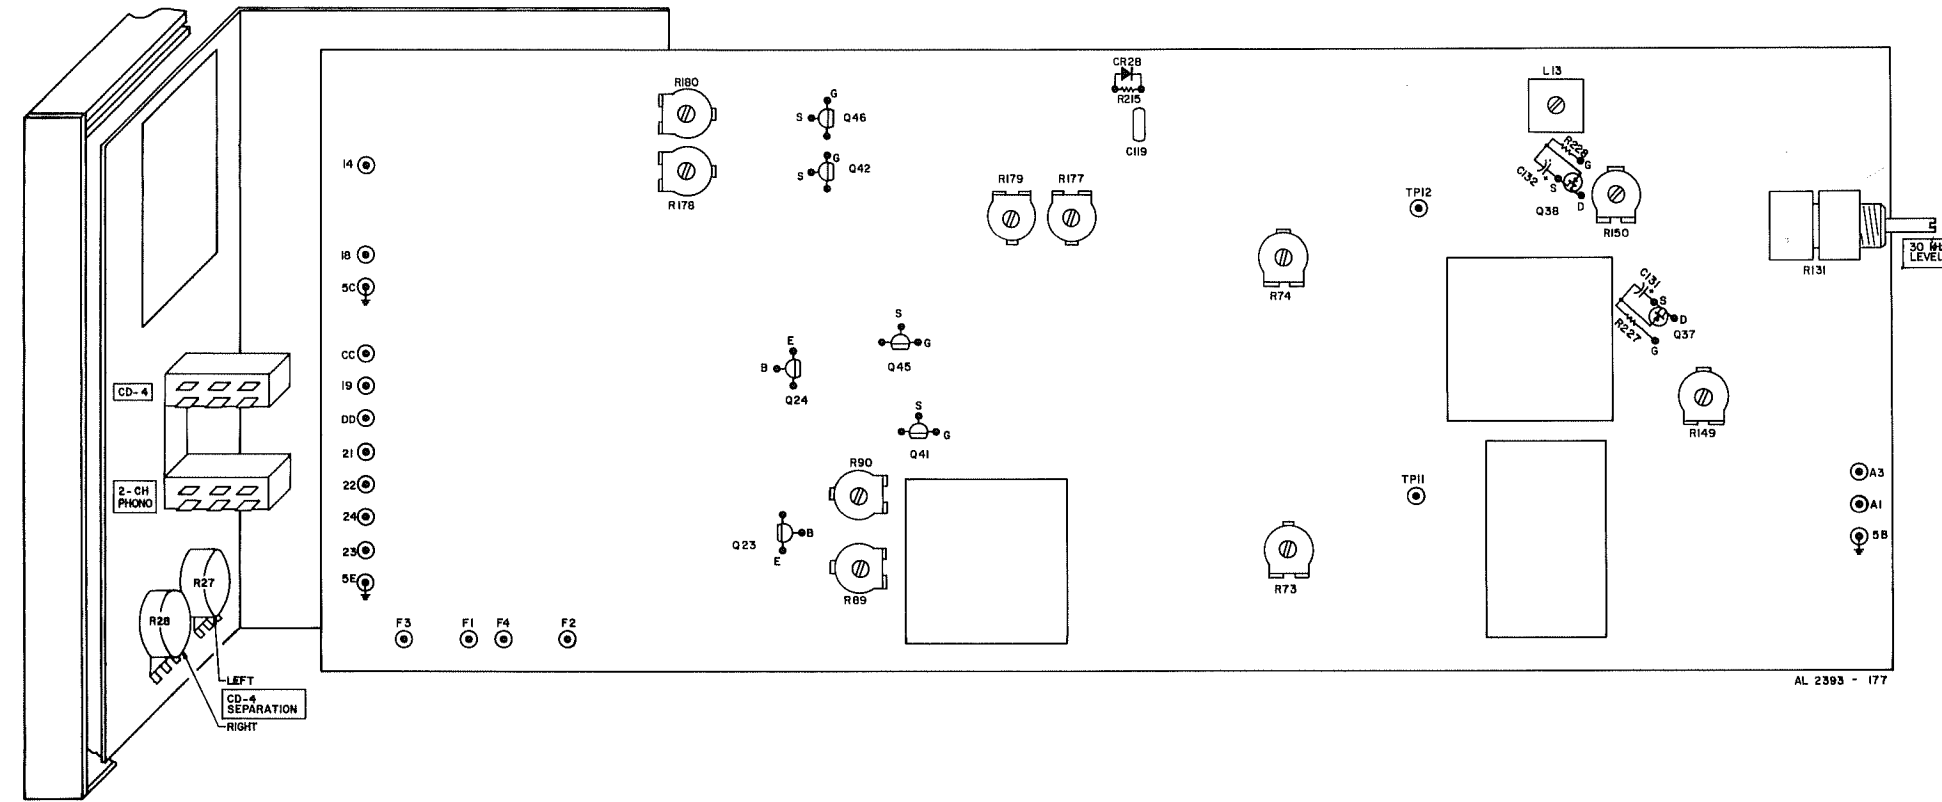 CR28
L13
R180
R215
G
S
Q46
C119
R228
G
Q42
S
14
G
C132
+
S
R179
R177
TP12
R178
Q38
D
R150
18
30
LEVEL
R131
5C
C131
+
S
R74
D
S
R227
Q37
G
E
G
CC
B
Q45
CD-4
19
Q24
S
DD
G
R149
21
Q41
R90
A3
22
TP11
2-CH
PHONO
A1
24
B
5B
Q23
23
E
5E
R27
R89
R73
R28
F3
F1
F4
F2
LEFT
CD-4
SEPARATION
RIGHT
AL 2393 - 177